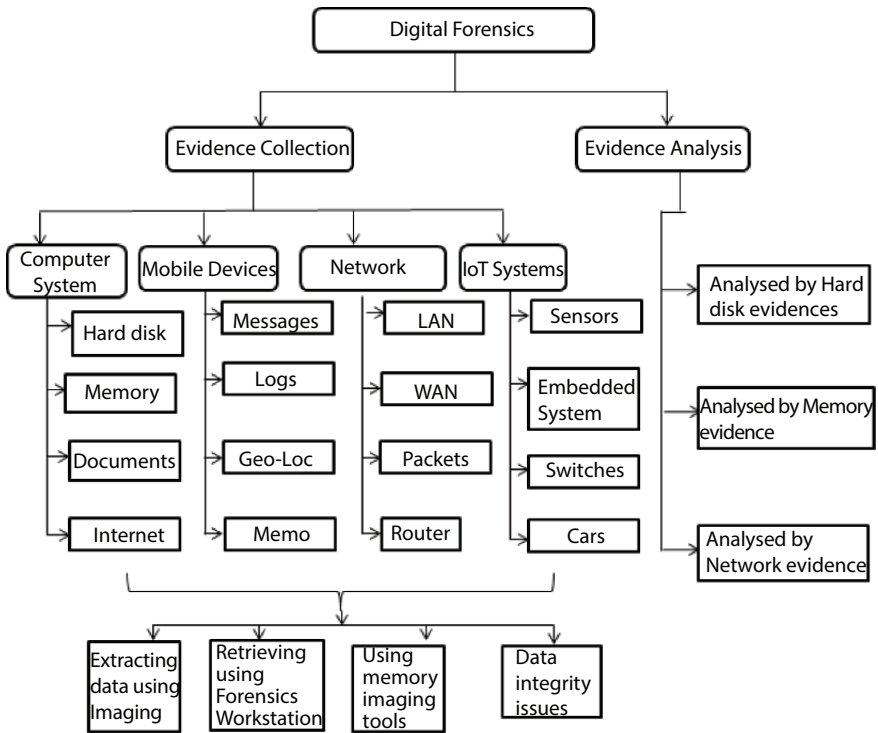 Digital Forensics
Evidence Collection
Evidence Analysis
Computer
System
Mobile Devices
Network
IoT Systems
Hard disk
Memory
Documents
Internet
Messages
Logs
Geo-Loc
Memo
LAN
WAN
Packets
Router
Sensors
Embedded
System
Switches
Cars
Analysed by Hard
disk evidences
Analysed by Memory
evidence
Analysed by
Network evidence
Extracting
data using
Imaging
Retrieving
using
Forensics
Workstation
Using
memory
imaging
tools
Data
integrity
issues